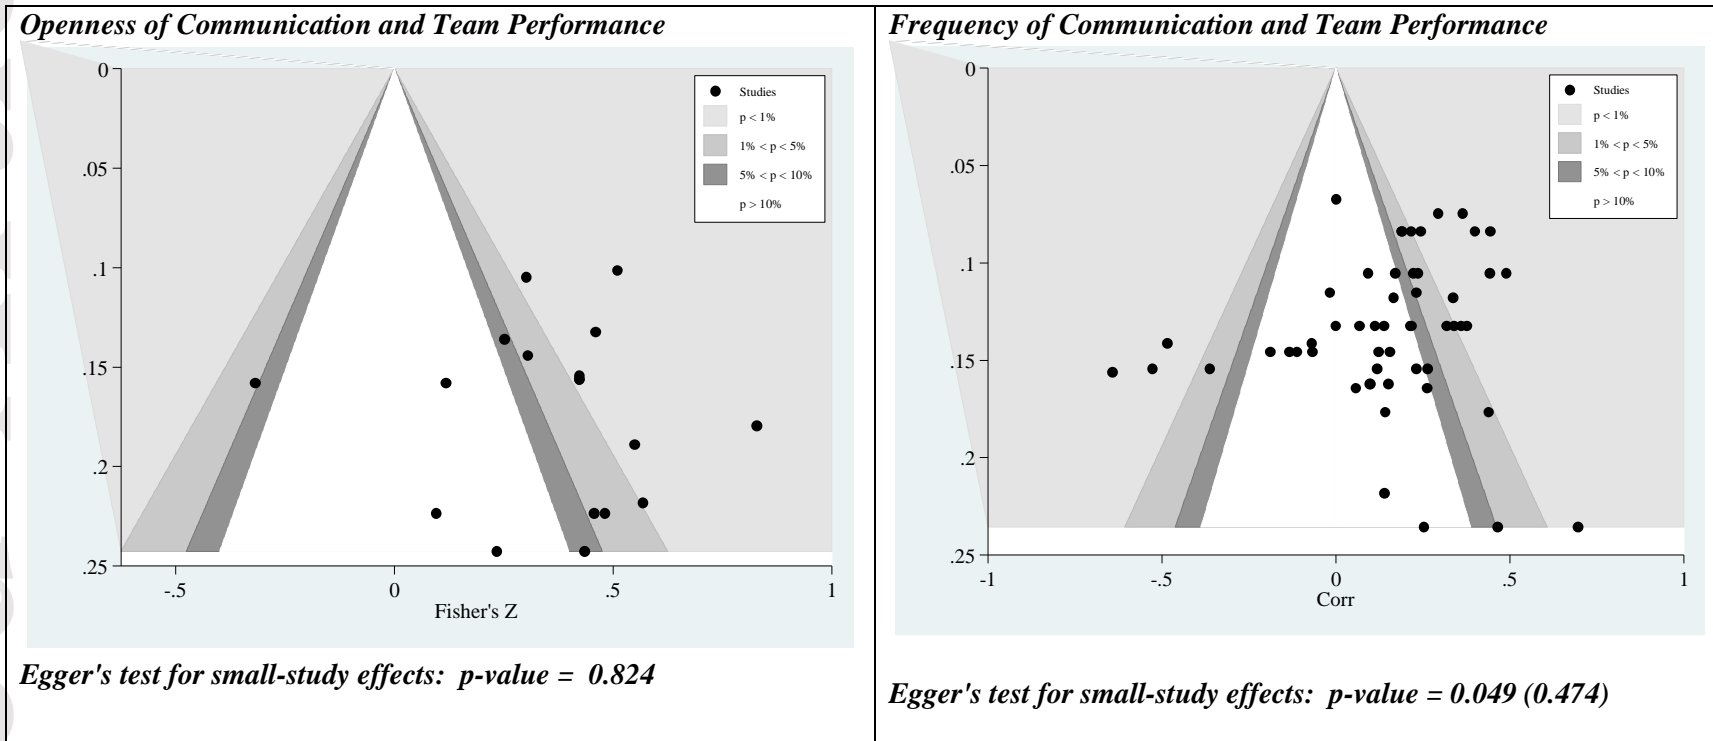 Openness of Communication and Team Performance
0
.05
.1
.15
.2
.25
-.5
0
.5
1
Fisher's Z
Studies
p < 1%
1% < p < 5%
5% < p < 10%
p > 10%
Egger's test for small-study effects: p-value = 0.824
Frequency of Communication and Team Performance
0
.05
.1
.15
.2
.25
-1
-.5
0
.5
1
Corr
Studies
p < 1%
1% < p < 5%
5% < p < 10%
p > 10%
Egger's test for small-study effects: p-value = 0.049 (0.474)